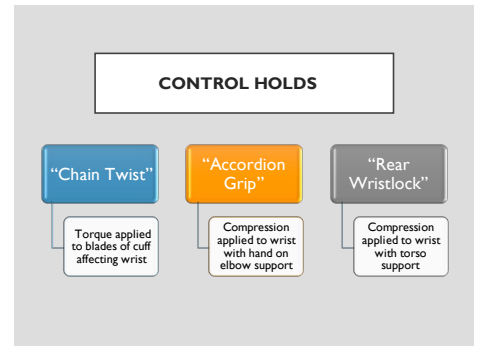 CONTROL HOLDS
“Chain Twist”
Torque applied
to blades of cuff
affecting wrist
“Accordion
Grip”
Compression
applied to wrist
with hand on
elbow support
“Rear
Wristlock”
Compression
applied to wrist
with torso
support